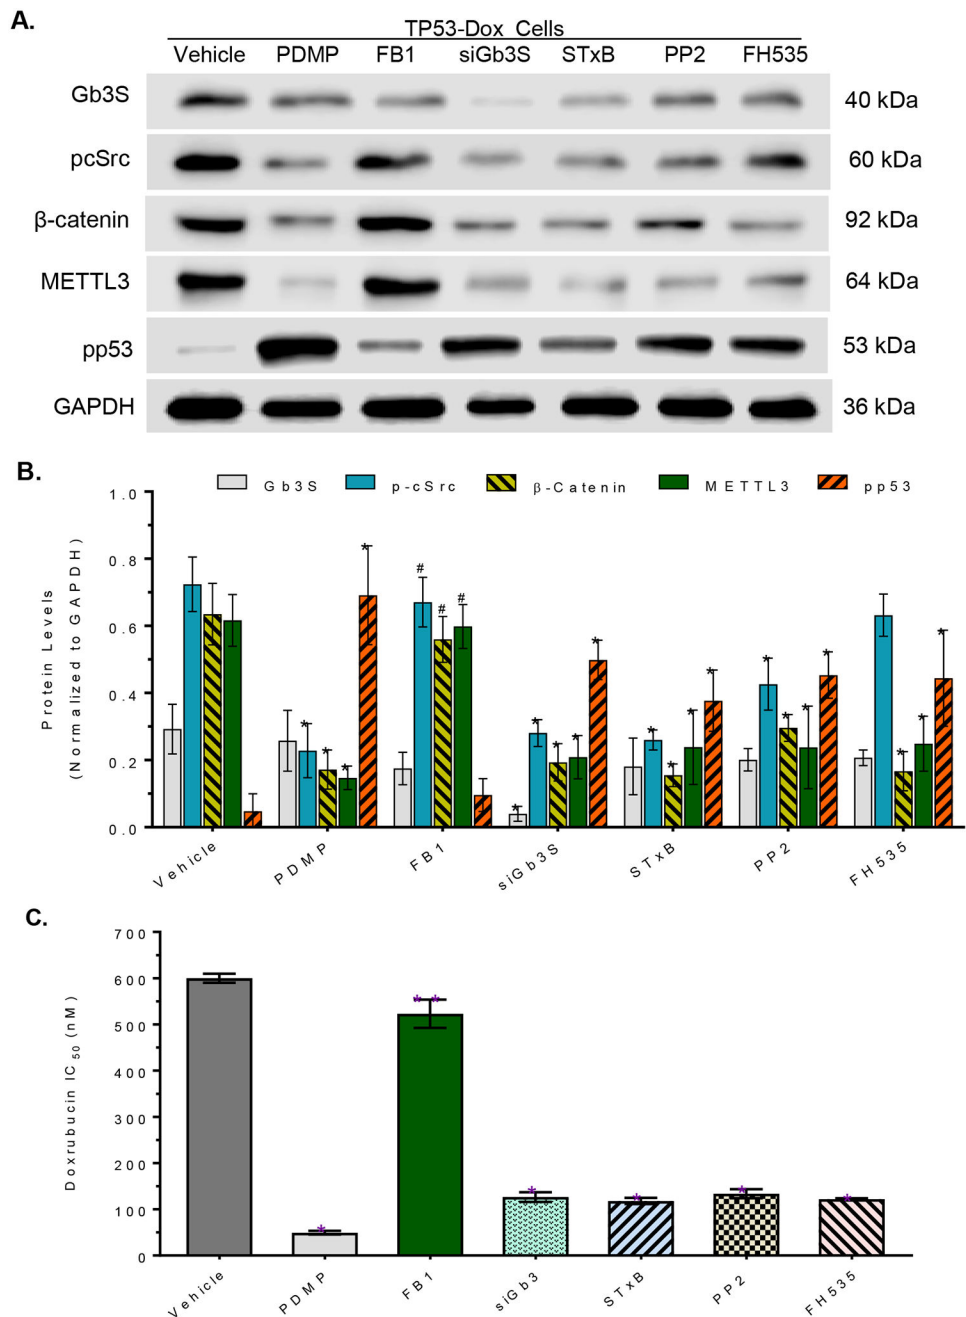 A.
TP53-Dox Cells
Vehicle PDMP FB1 siGb3S STxB PP2 FH535
Gb3S 40 kDa
pcSrc 60 kDa
β-catenin 92 kDa
METTL3 64 kDa
pp53 53 kDa
GAPDH 36 kDa
B.
Gb3S p-cSrc β-Catenin METTL3 pp53
Protein Levels
(Normalized to GAPDH)
1.0
0.8
0.6
0.4
0.2
0.0
* * * * # # # * * * * * * * * * * * * * * * *
Vehicle PDMP FB1 siGb3S STxB PP2 FH535
C.
Doxrubucin IC50 (nM)
700
600
500
400
300
200
100
0
* ** * * * *
Vehicle PDMP FB1 siGb3 STxB PP2 FH535